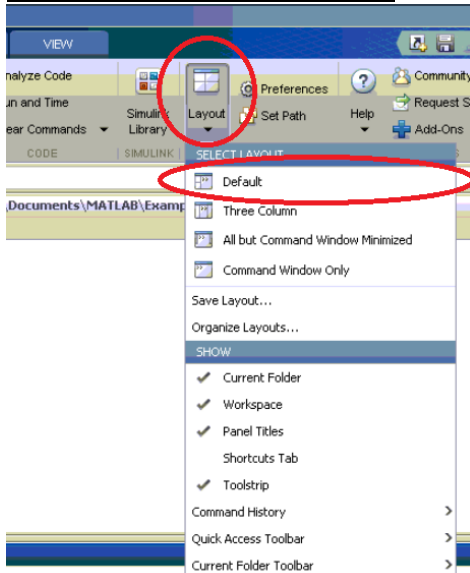 VIEW
nalyze Code
un and Time
ear Commands
CODE
Simulink
Library
SIMULINK
Layout
Preferences
Set Path
Help
Community
Request S
Add-Ons
SELECT LAYOUT
\Documents\MATLAB\Examp
Default
Three Column
All but Command Window Minimized
Command Window Only
Save Layout...
Organize Layouts...
SHOW
Current Folder
Workspace
Panel Titles
Shortcuts Tab
Toolstrip
Command History
Quick Access Toolbar
Current Folder Toolbar